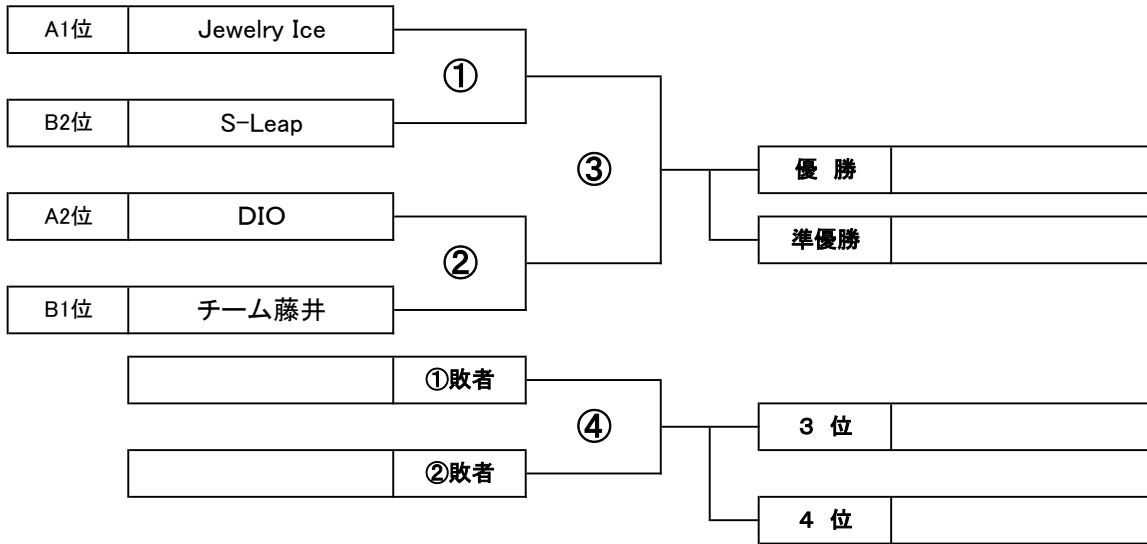 A1位 Jewelry Ice
①
B2位 S-Leap
③
優 勝
A2位 DIO
準優勝
②
B1位 チーム藤井
①敗者
④
3 位
②敗者
4 位